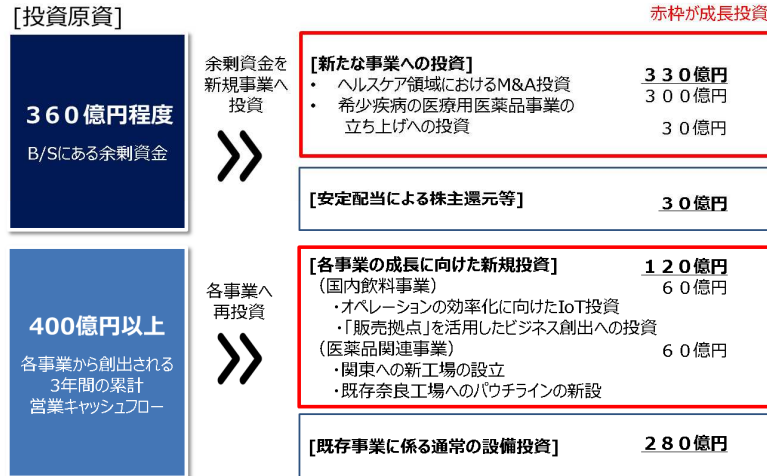 [投資原資]
赤枠が成長投資
360億円程度
B/Sにある余剰資金
余剰資金を
新規事業へ
投資
[新たな事業への投資]
330億円
・ ヘルスケア領域におけるM&A投資
300億円
・ 希少疾病の医療用医薬品事業の
立ち上げへの投資
30億円
[安定配当による株主還元等]
30億円
400億円以上
各事業から創出される
3年間の累計
営業キャッシュフロー
各事業へ
再投資
[各事業の成長に向けた新規投資]
120億円
（国内飲料事業）
60億円
・オペレーションの効率化に向けたIoT投資
・「販売拠点」を活用したビジネス創出への投資
（医薬品関連事業）
60億円
・関東への新工場の設立
・既存奈良工場へのパウチラインの新設
[既存事業に係る通常の設備投資]
280億円